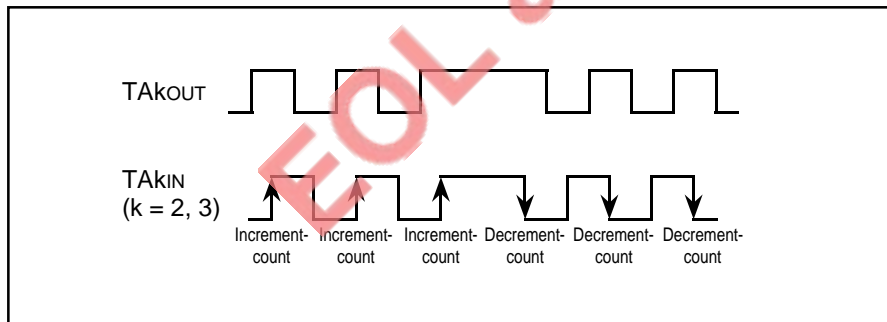 EOL
TAkOUT
TAkIN
(k = 2, 3)
Increment- Increment- Increment- Decrement- Decrement- Decrement-
count count count count count count